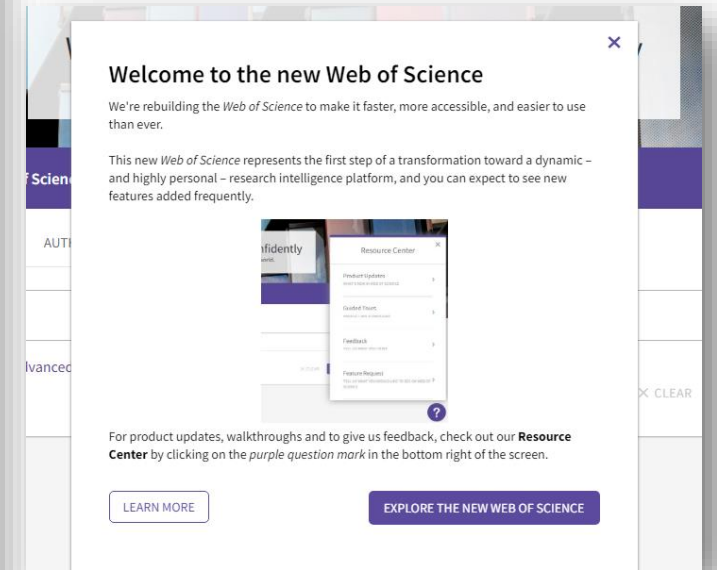 Welcome to the new Web of Science
We're rebuilding the Web of Science to make it faster, more accessible, and easier to use
than ever.
This new Web of Science represents the first step of a transformation toward a dynamic –
and highly personal – research intelligence platform, and you can expect to see new
features added frequently.
f Scien
AUTH
nfidently
Resource Center
Product Updates
Guided Tours
Feedback
Feature Request
?
dvanced
CLEAR
For product updates, walkthroughs and to give us feedback, check out our Resource
Center by clicking on the purple question mark in the bottom right of the screen.
LEARN MORE
EXPLORE THE NEW WEB OF SCIENCE